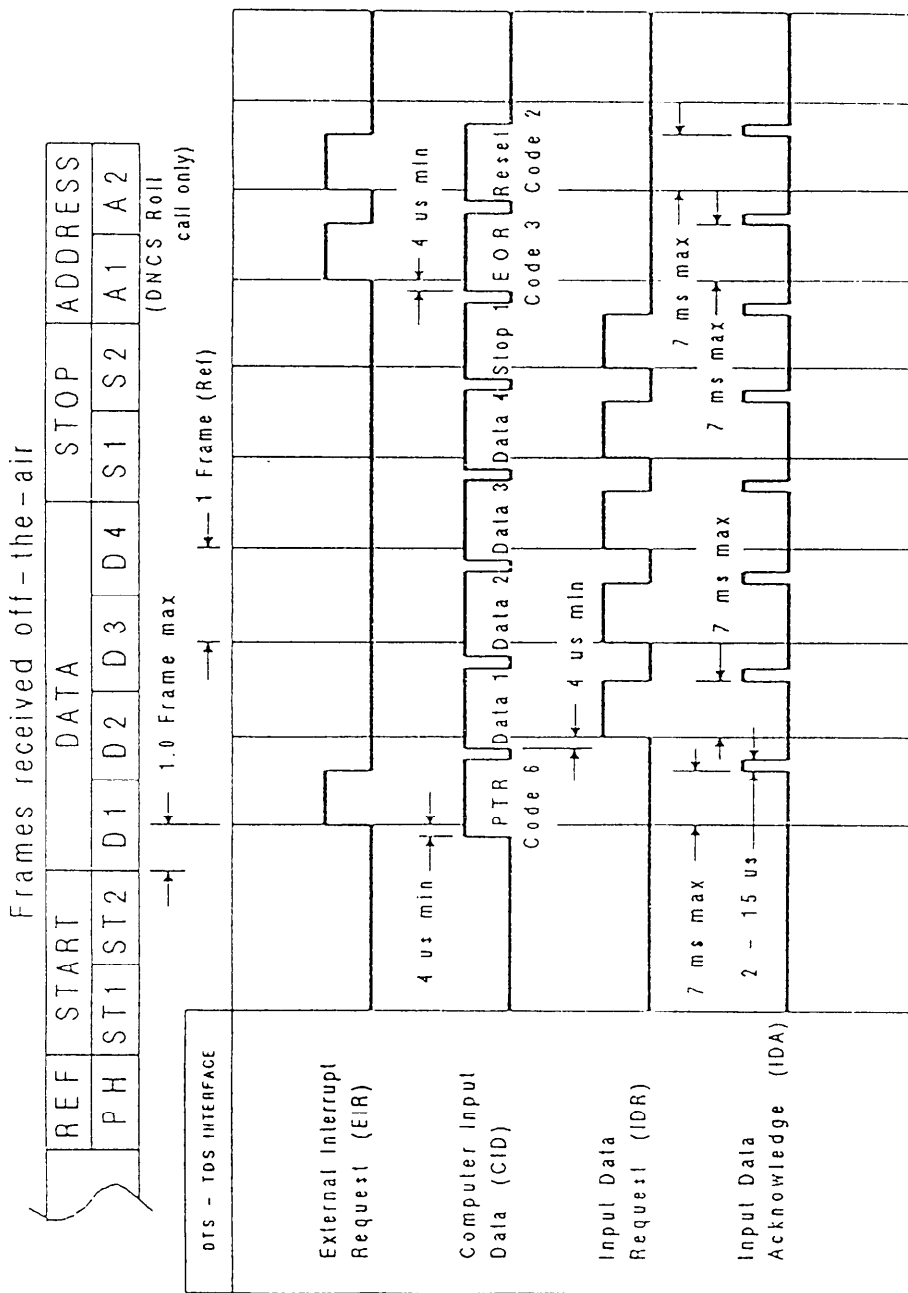 Frames received off-the-air
REF START DATA STOP ADDRESS
PH ST1 ST2 D1 D2 D3 D4 S1 S2 A1 A2
(DNCS Roll
call only)
1.0 Frame max
1 Frame (Ref)
DTS - TDS INTERFACE
External Interrupt
Request (EIR)
4 us min
4 us min
Computer Input
Data (CID)
PTR
Code 6
Data 1
Data 2
Data 3
Data 4
Stop 1
EOR
Code 3
Reset
Code 2
4 us min
Input Data
Request (IDR)
7 ms max
7 ms max
7 ms max
7 ms max
2 - 15 us
Input Data
Acknowledge (IDA)